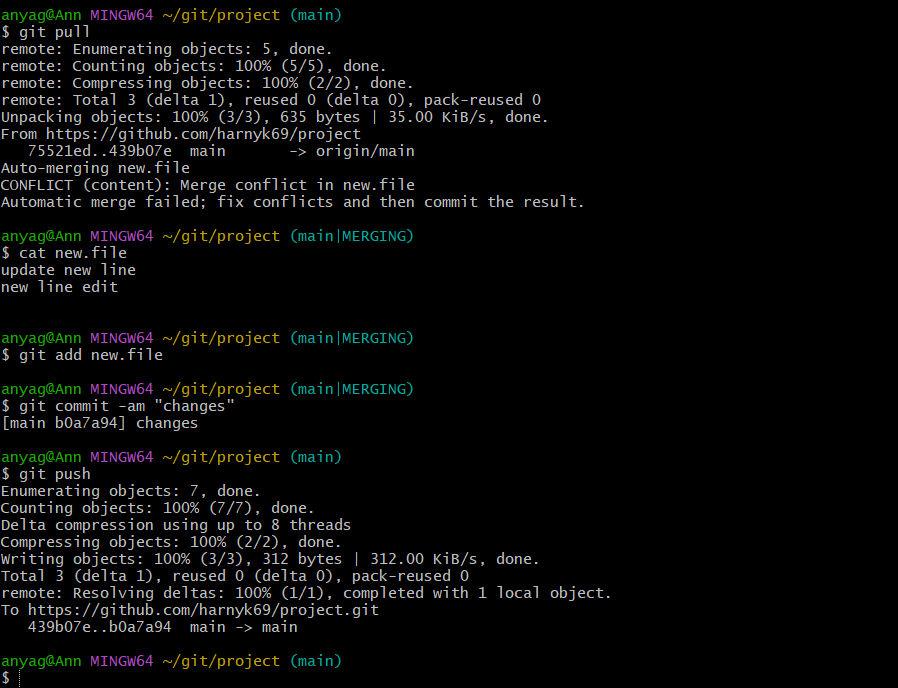 anyag@Ann MINGW64 ~/git/project (main)
$ git pull
remote: Enumerating objects: 5, done.
remote: Counting objects: 100% (5/5), done.
remote: Compressing objects: 100% (2/2), done.
remote: Total 3 (delta 1), reused 0 (delta 0), pack-reused 0
Unpacking objects: 100% (3/3), 635 bytes | 35.00 KiB/s, done.
From https://github.com/harnyk69/project
   75521ed..439b07e  main       -> origin/main
Auto-merging new.file
CONFLICT (content): Merge conflict in new.file
Automatic merge failed; fix conflicts and then commit the result.
anyag@Ann MINGW64 ~/git/project (main|MERGING)
$ cat new.file
update new line
new line edit
anyag@Ann MINGW64 ~/git/project (main|MERGING)
$ git add new.file
anyag@Ann MINGW64 ~/git/project (main|MERGING)
$ git commit -am "changes"
[main b0a7a94] changes
anyag@Ann MINGW64 ~/git/project (main)
$ git push
Enumerating objects: 7, done.
Counting objects: 100% (7/7), done.
Delta compression using up to 8 threads
Compressing objects: 100% (2/2), done.
Writing objects: 100% (3/3), 312 bytes | 312.00 KiB/s, done.
Total 3 (delta 1), reused 0 (delta 0), pack-reused 0
remote: Resolving deltas: 100% (1/1), completed with 1 local object.
To https://github.com/harnyk69/project.git
   439b07e..b0a7a94  main -> main
anyag@Ann MINGW64 ~/git/project (main)
$